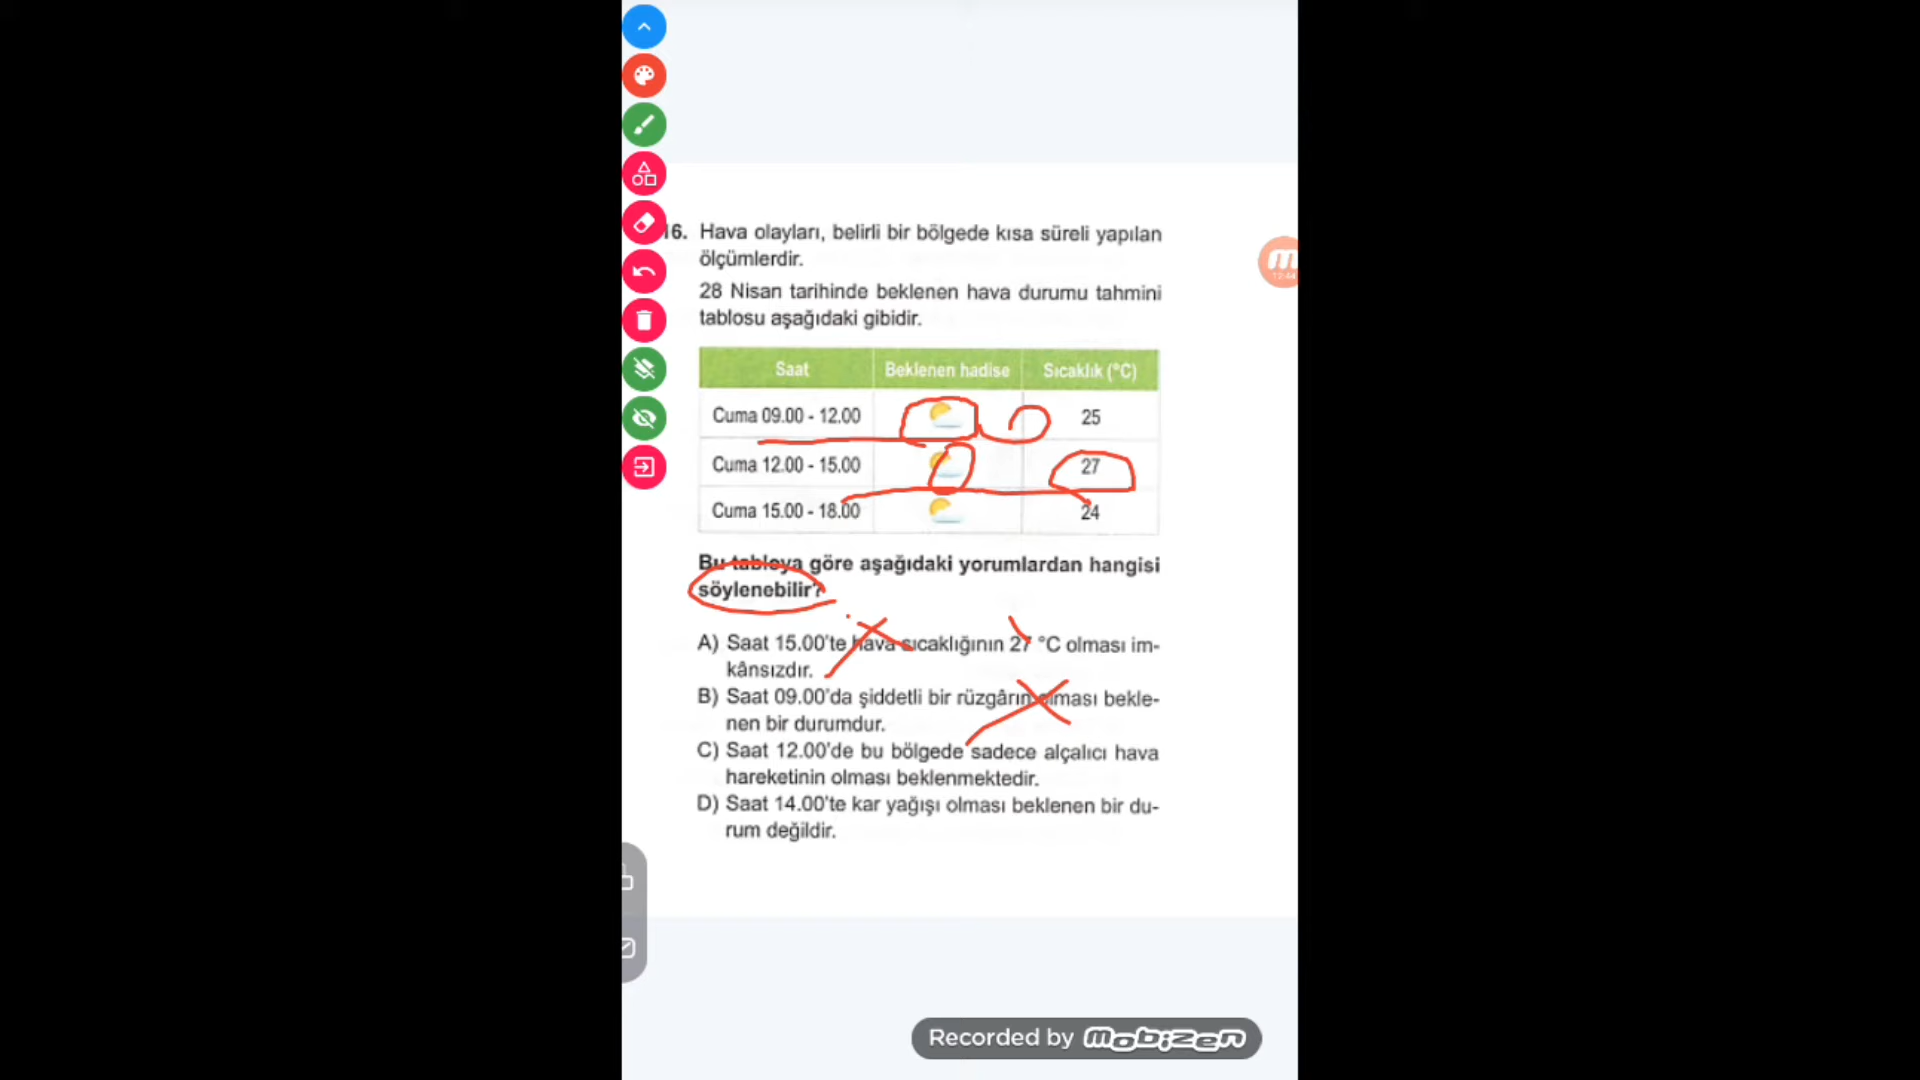 16. Hava olayları, belirli bir bölgede kısa süreli yapılan
ölçümlerdir.
28 Nisan tarihinde beklenen hava durumu tahmini
tablosu aşağıdaki gibidir.
Saat Beklenen hadise Sıcaklık (°C)
Cuma 09.00 - 12.00 25
Cuma 12.00 - 15.00 27
Cuma 15.00 - 18.00 24
Bu tabloya göre aşağıdaki yorumlardan hangisi
söylenebilir?
A) Saat 15.00'te hava sıcaklığının 27 °C olması im-
kânsızdır.
B) Saat 09.00'da şiddetli bir rüzgârın olması bekle-
nen bir durumdur.
C) Saat 12.00'de bu bölgede sadece alçalıcı hava
hareketinin olması beklenmektedir.
D) Saat 14.00'te kar yağışı olması beklenen bir du-
rum değildir.
Recorded by mobizen